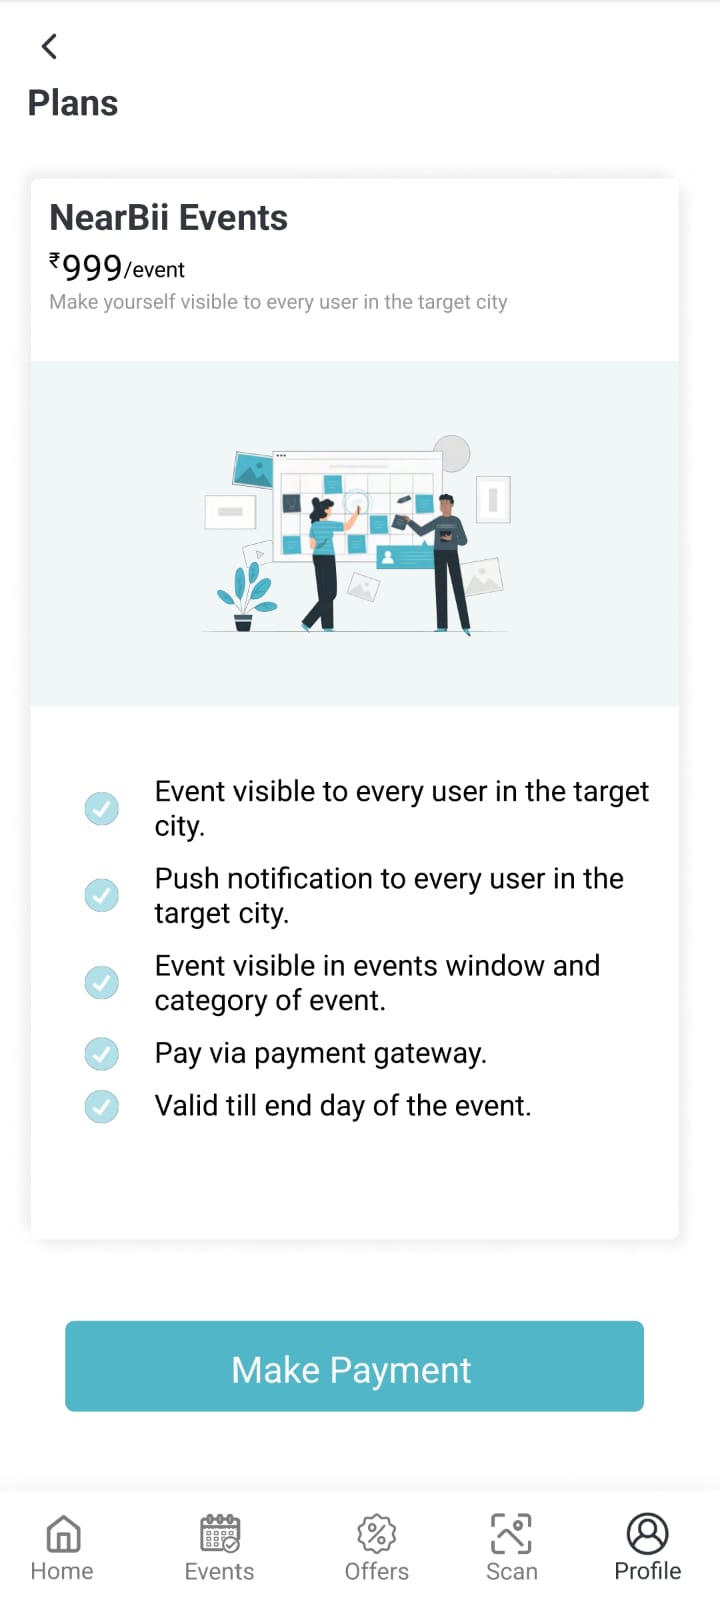 Plans
NearBii Events
₹999/event
Make yourself visible to every user in the target city
Event visible to every user in the target
city.
Push notification to every user in the
target city.
Event visible in events window and
category of event.
Pay via payment gateway.
Valid till end day of the event.
Make Payment
Home Events Offers Scan Profile